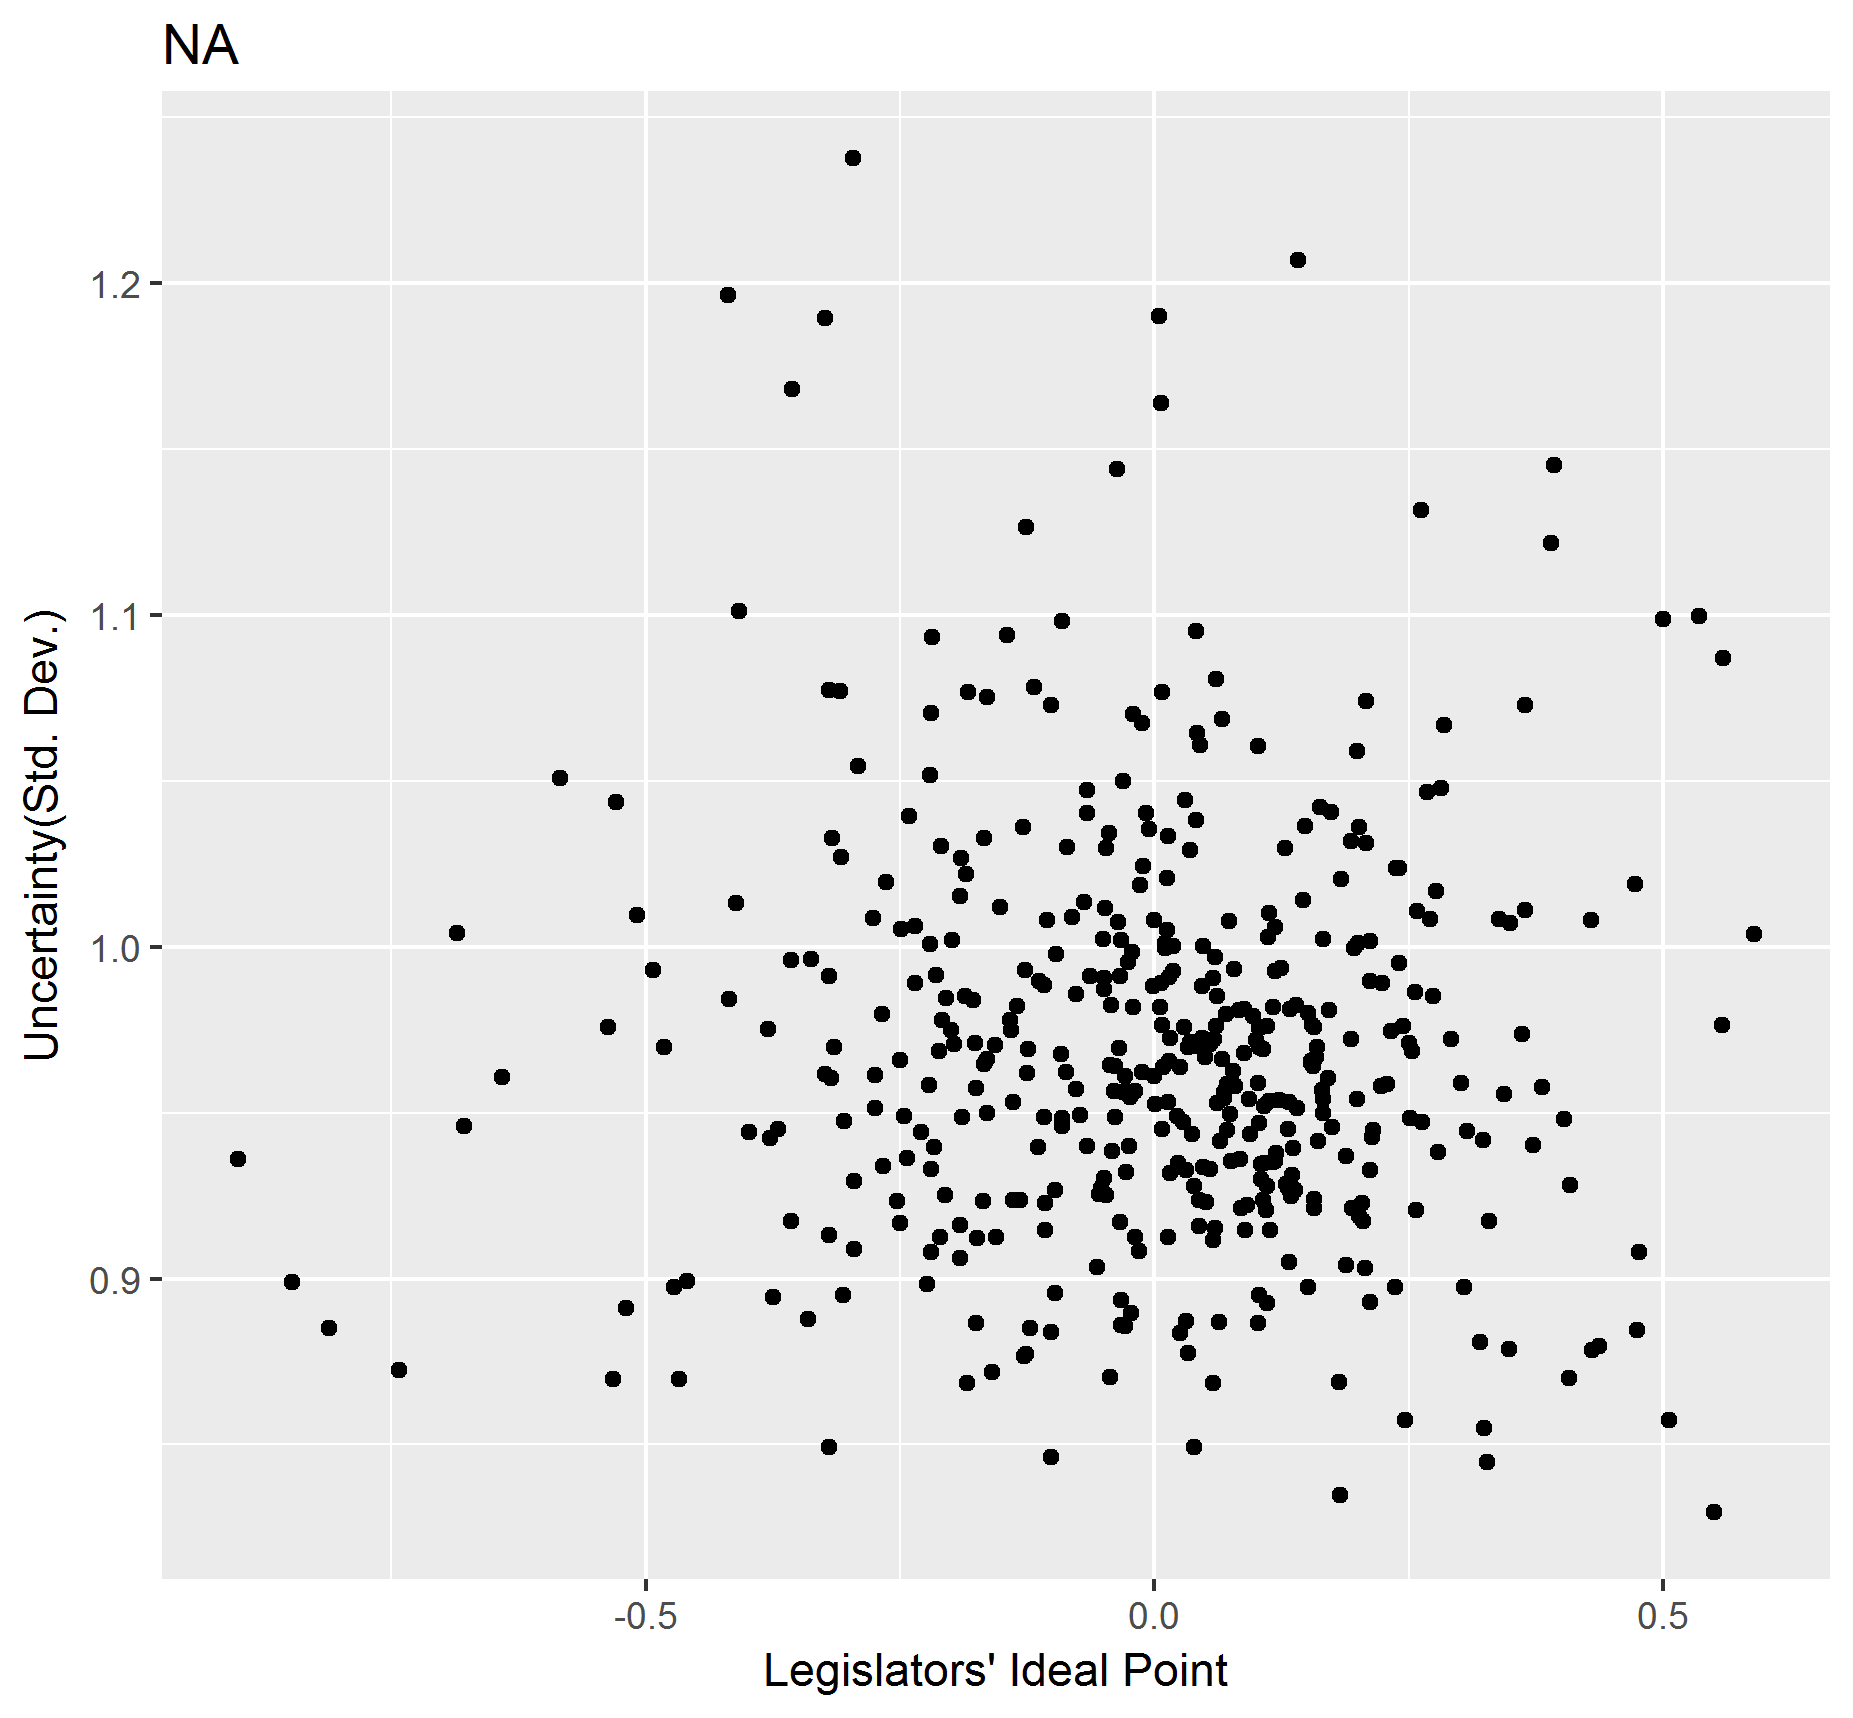 NA
1.2
1.1
1.0
0.9
Uncertainty(Std. Dev.)
-0.5
0.0
0.5
Legislators' Ideal Point